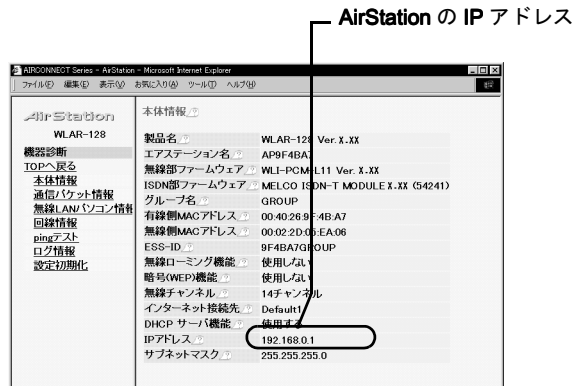 AirStation の IP アドレス
AIRCONNECT Series - AirStation - Microsoft Internet Explorer
ファイル(F) 編集(E) 表示(V) お気に入り(A) ツール(T) ヘルプ(H)
AirStation
WLAR-128
機器診断
TOPへ戻る
本体情報
通信パケット情報
無線LANパソコン情報
回線情報
pingテスト
ログ情報
設定初期化
本体情報
製品名 WLAR-128 Ver.X.XX
エアステーション名 AP9F4BA7
無線部ファームウェア WLI-PCM-L11 Ver.X.XX
ISDN部ファームウェア MELCO ISDN-T MODULE X.XX (54241)
グループ名 GROUP
有線側MACアドレス 00:40:26:9F:4B:A7
無線側MACアドレス 00:02:2D:05:EA:06
ESS-ID 9F4BA7GROUP
無線ローミング機能 使用しない
暗号(WEP)機能 使用しない
無線チャンネル 14チャンネル
インターネット接続先 Default1
DHCP サーバ機能 使用する
IPアドレス 192.168.0.1
サブネットマスク 255.255.255.0